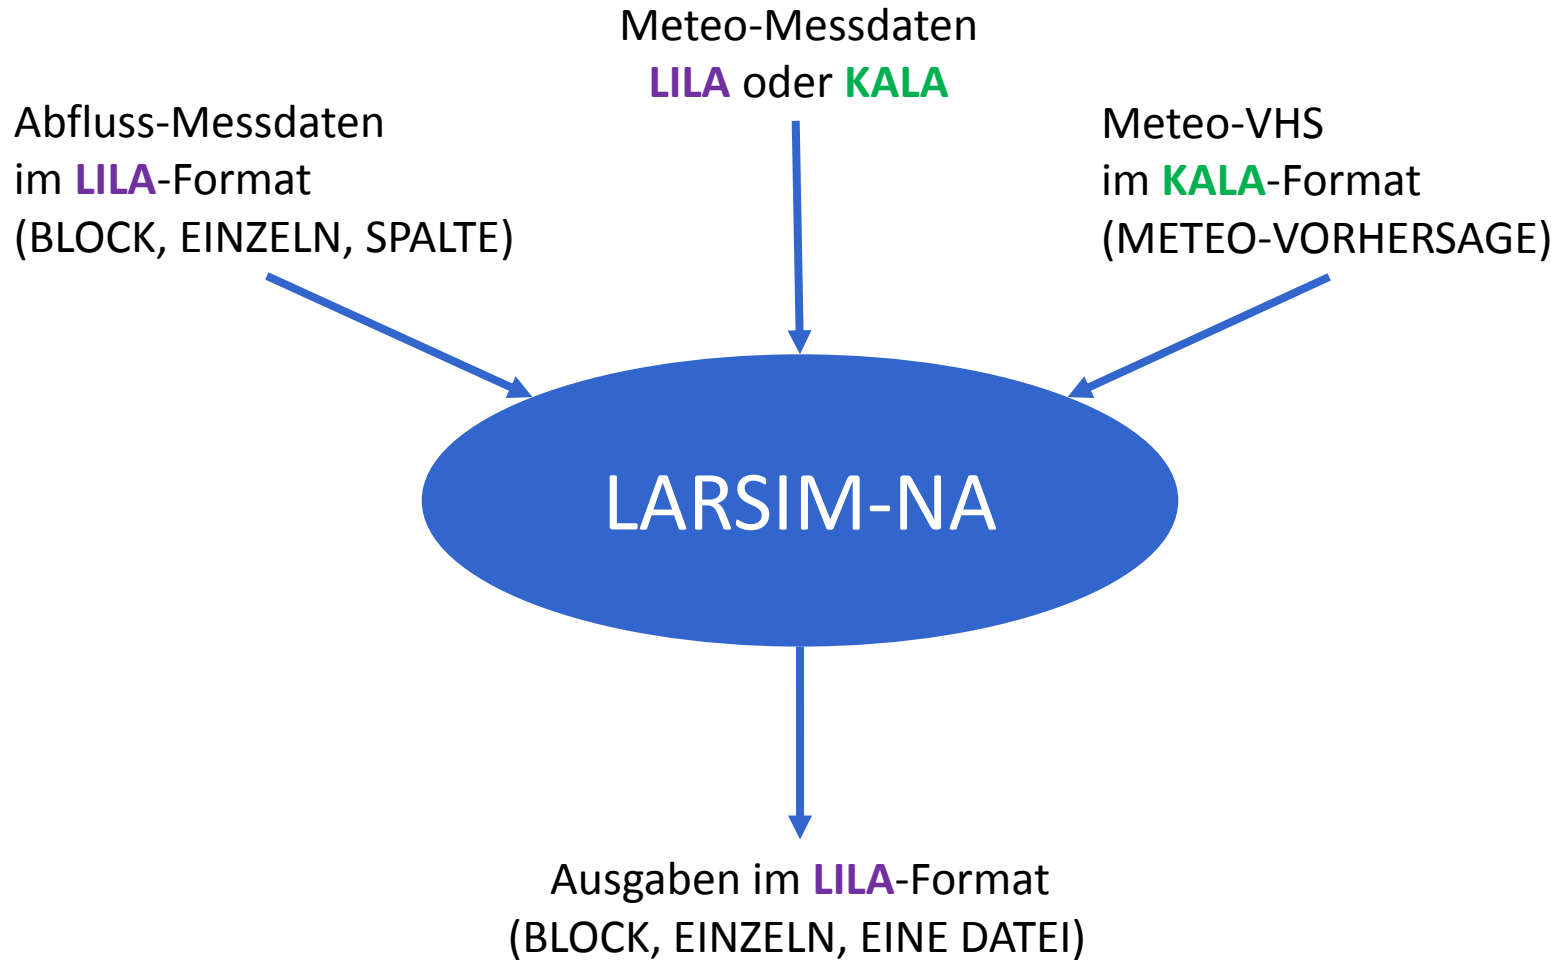 Meteo-Messdaten
LILA oder KALA
Abfluss-Messdaten
im LILA-Format
(BLOCK, EINZELN, SPALTE)
Meteo-VHS
im KALA-Format
(METEO-VORHERSAGE)
LARSIM-NA
Ausgaben im LILA-Format
(BLOCK, EINZELN, EINE DATEI)